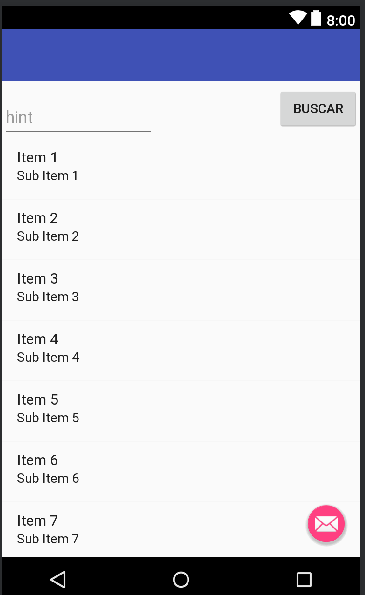 8:00
hint
BUSCAR
Item 1
Sub Item 1
Item 2
Sub Item 2
Item 3
Sub Item 3
Item 4
Sub Item 4
Item 5
Sub Item 5
Item 6
Sub Item 6
Item 7
Sub Item 7